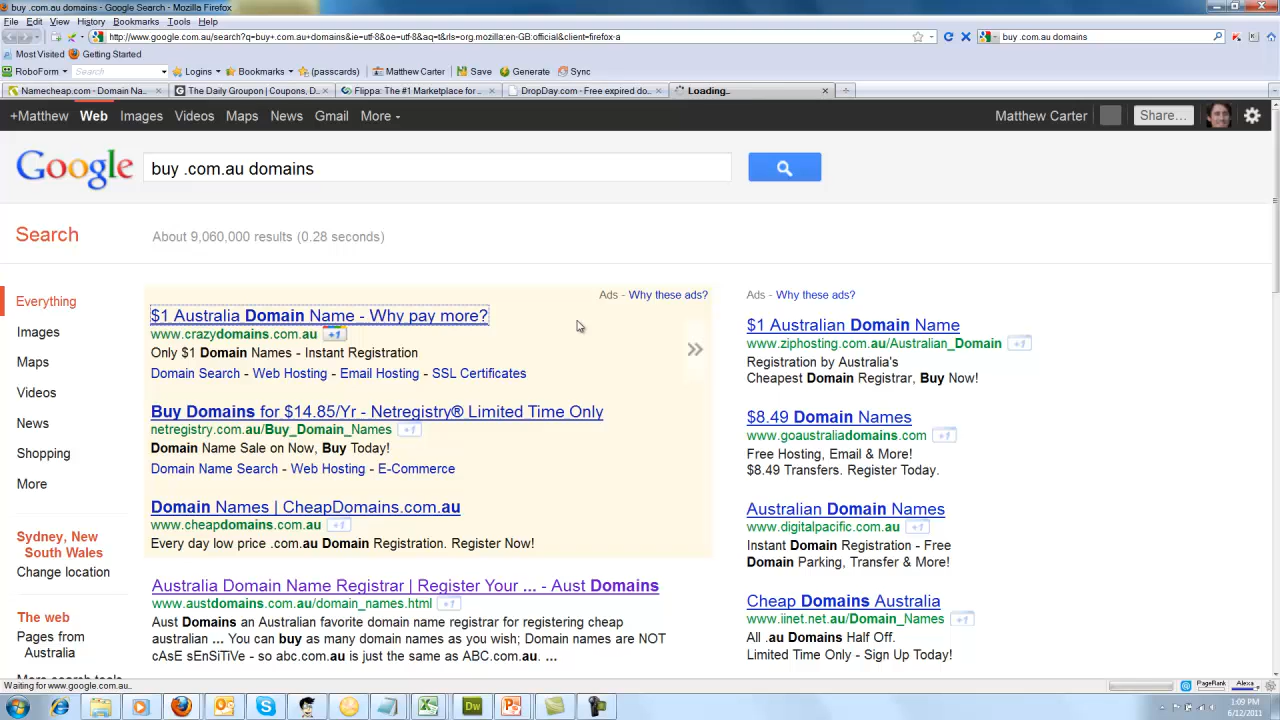 buy .com.au domains - Google Search - Mozilla Firefox
File Edit View History Bookmarks Tools Help
http://www.google.com.au/search?q=buy+.com.au+domains&ie=utf-8&oe=utf-8&aq=t&rls=org.mozilla:en-GB:official&client=firefox-a
buy .com.au domains
Most Visited Getting Started
RoboForm Search Logins Bookmarks (passcards) Matthew Carter Save Generate Sync
Namecheap.com - Domain Na... The Daily Groupon | Coupons, D... Flippa: The #1 Marketplace for ... DropDay.com - Free expired do... Loading...
+Matthew Web Images Videos Maps News Gmail More
Matthew Carter Share...
Google buy .com.au domains
Search About 9,060,000 results (0.28 seconds)
Everything
Images
Maps
Videos
News
Shopping
More
Sydney, New
South Wales
Change location
The web
Pages from
Australia
More search tools
Ads - Why these ads?
$1 Australia Domain Name - Why pay more?
www.crazydomains.com.au +1
Only $1 Domain Names - Instant Registration
Domain Search - Web Hosting - Email Hosting - SSL Certificates
Buy Domains for $14.85/Yr - Netregistry® Limited Time Only
netregistry.com.au/Buy_Domain_Names +1
Domain Name Sale on Now, Buy Today!
Domain Name Search - Web Hosting - E-Commerce
Domain Names | CheapDomains.com.au
www.cheapdomains.com.au +1
Every day low price .com.au Domain Registration. Register Now!
Australia Domain Name Registrar | Register Your ... - Aust Domains
www.austdomains.com.au/domain_names.html +1
Aust Domains an Australian favorite domain name registrar for registering cheap
australian ... You can buy as many domain names as you wish; Domain names are NOT
cAsE sEnSiTiVe - so abc.com.au is just the same as ABC.com.au. ...
Ads - Why these ads?
$1 Australian Domain Name
www.ziphosting.com.au/Australian_Domain +1
Registration by Australia's
Cheapest Domain Registrar, Buy Now!
$8.49 Domain Names
www.goaustraliadomains.com +1
Free Hosting, Email & More!
$8.49 Transfers. Register Today.
Australian Domain Names
www.digitalpacific.com.au +1
Instant Domain Registration - Free
Domain Parking, Transfer & More!
Cheap Domains Australia
www.iinet.net.au/Domain_Names +1
All .au Domains Half Off.
Limited Time Only - Sign Up Today!
Waiting for www.google.com.au...
PageRank Alexa
1:09 PM
6/12/2011